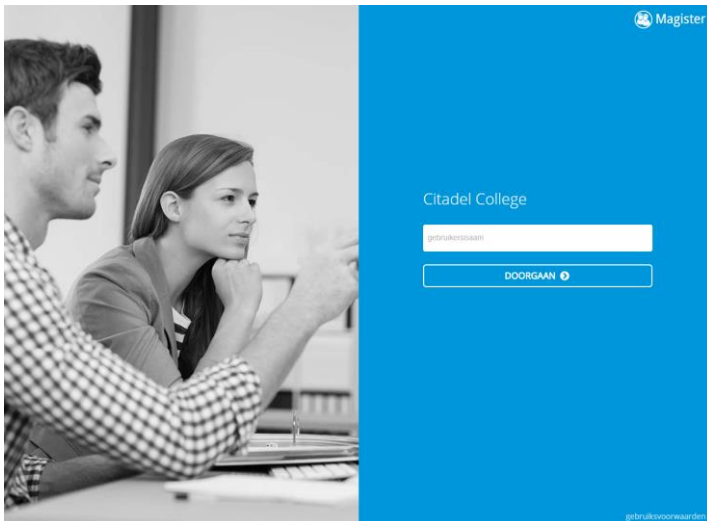 Magister
Citadel College
gebruikersnaam
DOORGAAN
gebruiksvoorwaarden